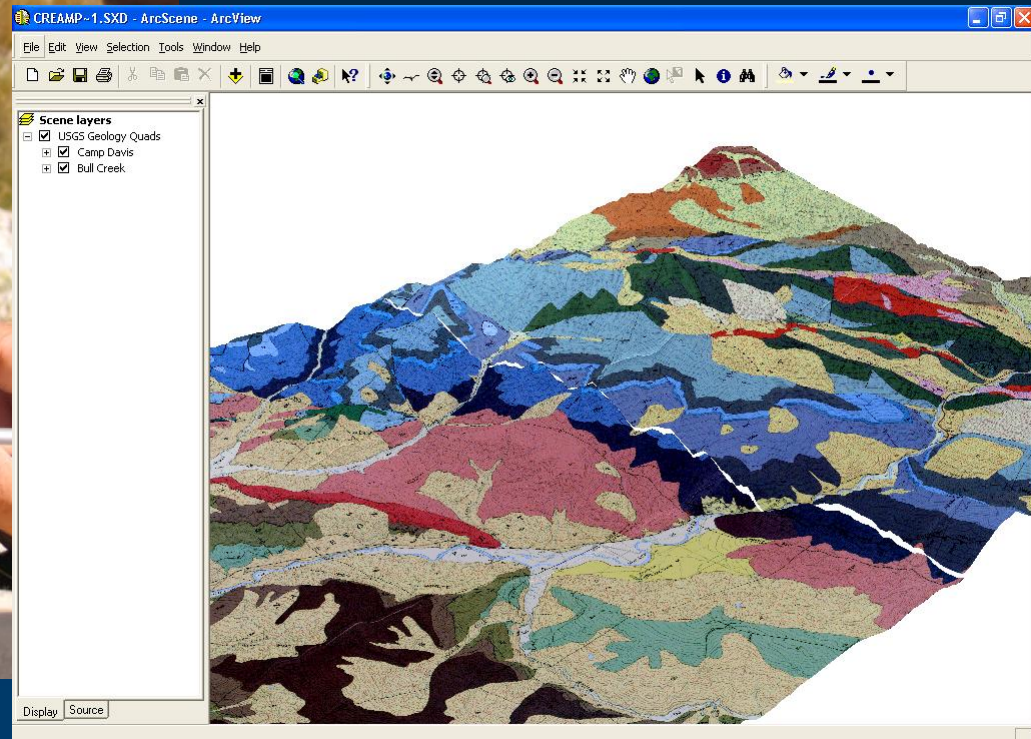 CREAMP~1.SXD - ArcScene - ArcView
File Edit View Selection Tools Window Help
Scene layers
USGS Geology Quads
Camp Davis
Bull Creek
Display Source